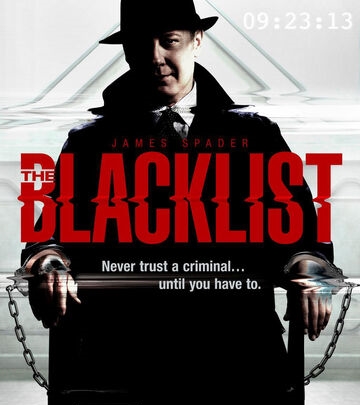 09:23:13
JAMES SPADER
THE
BLACKLIST
Never trust a criminal...
until you have to.